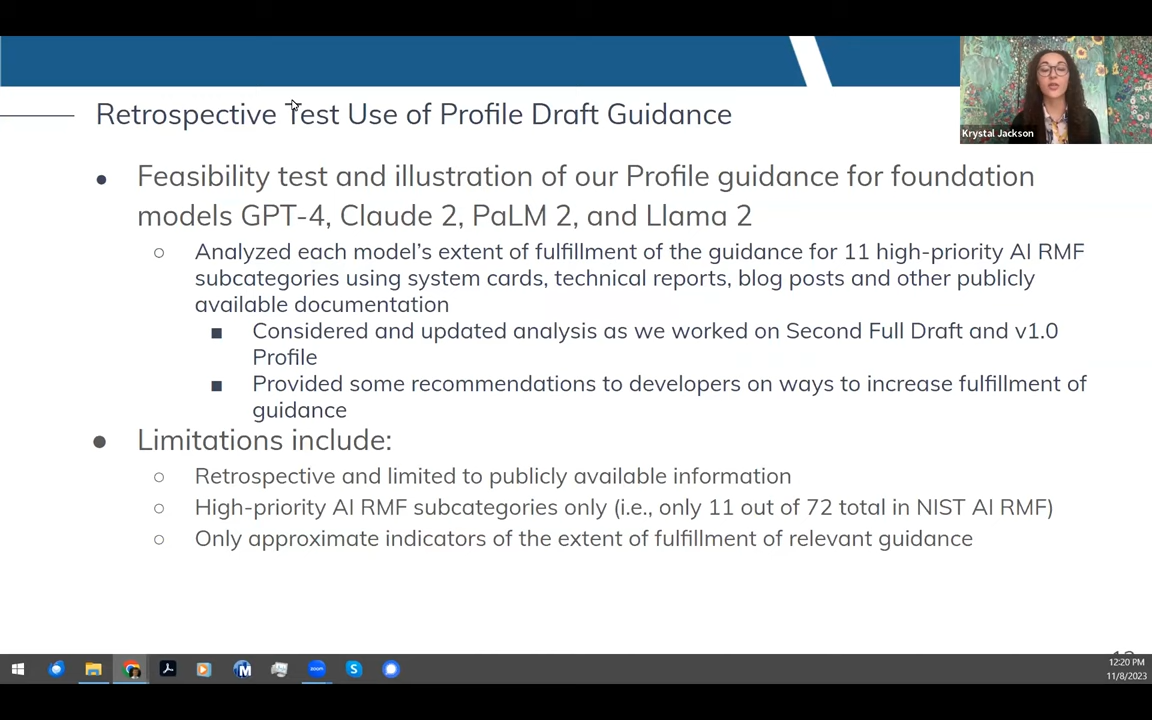 Retrospective Test Use of Profile Draft Guidance
Krystal Jackson
• Feasibility test and illustration of our Profile guidance for foundation
models GPT-4, Claude 2, PaLM 2, and Llama 2
○ Analyzed each model's extent of fulfillment of the guidance for 11 high-priority AI RMF
subcategories using system cards, technical reports, blog posts and other publicly
available documentation
■ Considered and updated analysis as we worked on Second Full Draft and v1.0
Profile
■ Provided some recommendations to developers on ways to increase fulfillment of
guidance
• Limitations include:
○ Retrospective and limited to publicly available information
○ High-priority AI RMF subcategories only (i.e., only 11 out of 72 total in NIST AI RMF)
○ Only approximate indicators of the extent of fulfillment of relevant guidance
M
zoom
S
12:20 PM
11/8/2023